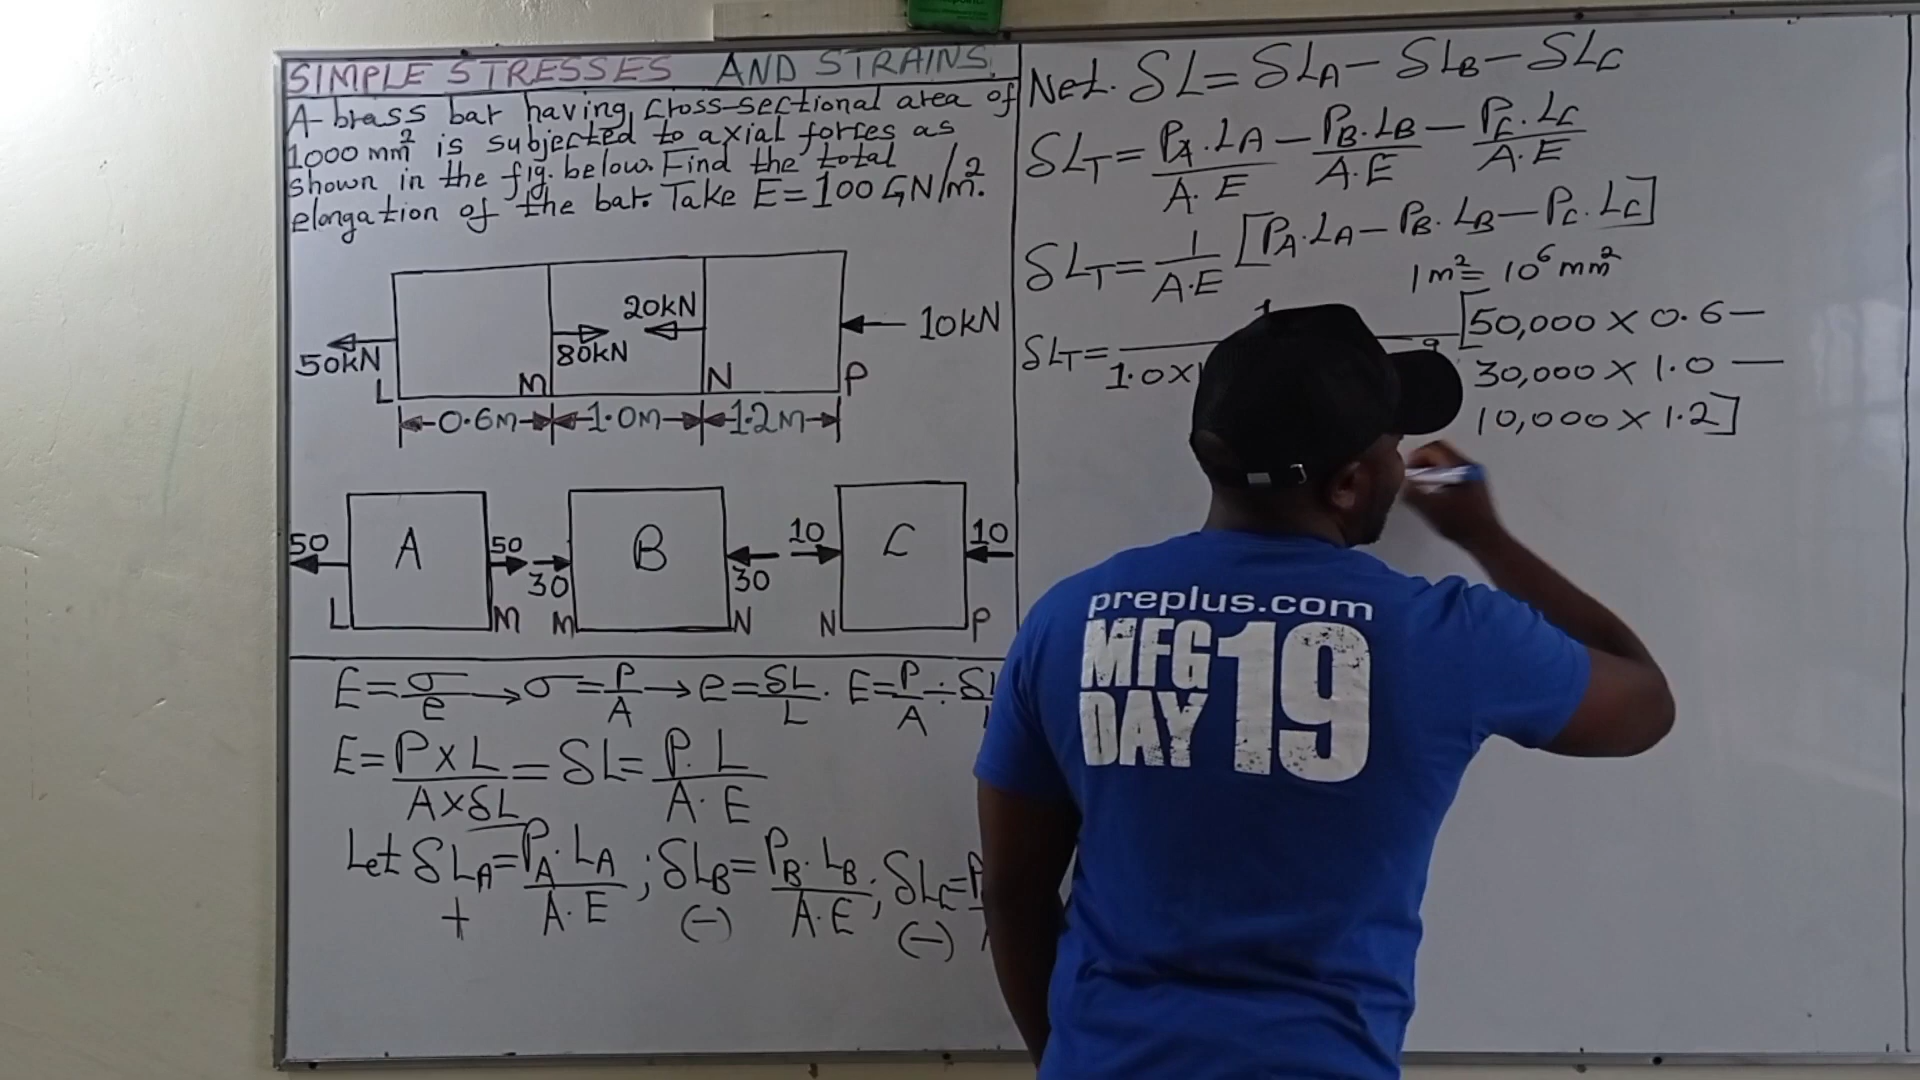 SIMPLE STRESSES AND STRAINS.
A brass bar having cross-sectional area of
1000 mm² is subjected to axial forces as
shown in the fig. below. Find the total
elongation of the bar. Take E = 100 GN/m².
20kN
10kN
50kN
80kN
L M N P
0.6m 1.0m 1.2m
50 A 50 30 B 30 10 C 10
L M M N N P
E = σ/e → σ = P/A → e = δL/L . E = P/A ÷ δL
E = P × L / A × δL = δL = P. L / A. E
Let δLA = PA. LA / A. E ; δLB = PB. LB / A. E ; δLC = P
+ (−) (−)
Net. δL = δLA − δLB − δLC
δLT = PA. LA / A. E − PB. LB / A. E − PC. LC / A. E
δLT = 1 / A. E [PA. LA − PB. LB − PC. LC]
1m² = 10⁶ mm²
δLT = 1 / 1.0× [50,000 × 0.6 −
30,000 × 1.0 −
10,000 × 1.2]
preplus.com
MFG
DAY
19